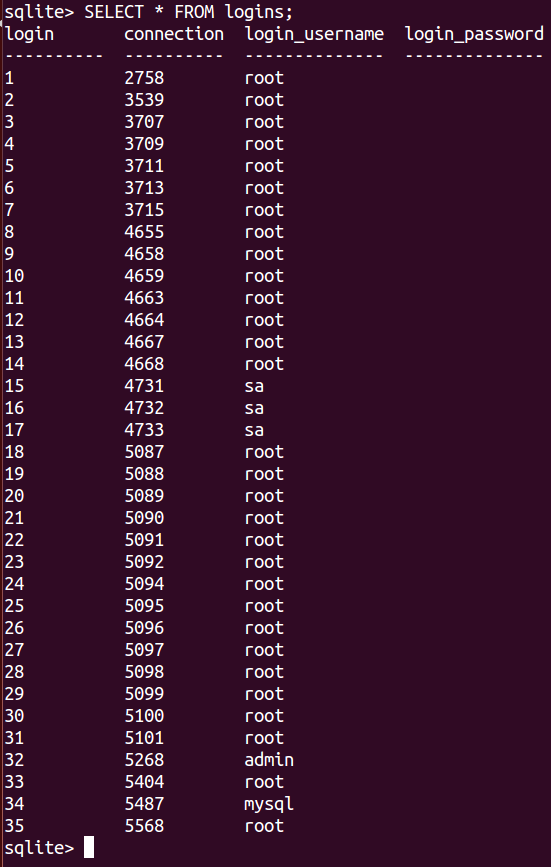 sqlite> SELECT * FROM logins;
login       connection  login_username  login_password
----------  ----------  --------------  --------------
1           2758        root
2           3539        root
3           3707        root
4           3709        root
5           3711        root
6           3713        root
7           3715        root
8           4655        root
9           4658        root
10          4659        root
11          4663        root
12          4664        root
13          4667        root
14          4668        root
15          4731        sa
16          4732        sa
17          4733        sa
18          5087        root
19          5088        root
20          5089        root
21          5090        root
22          5091        root
23          5092        root
24          5094        root
25          5095        root
26          5096        root
27          5097        root
28          5098        root
29          5099        root
30          5100        root
31          5101        root
32          5268        admin
33          5404        root
34          5487        mysql
35          5568        root
sqlite>